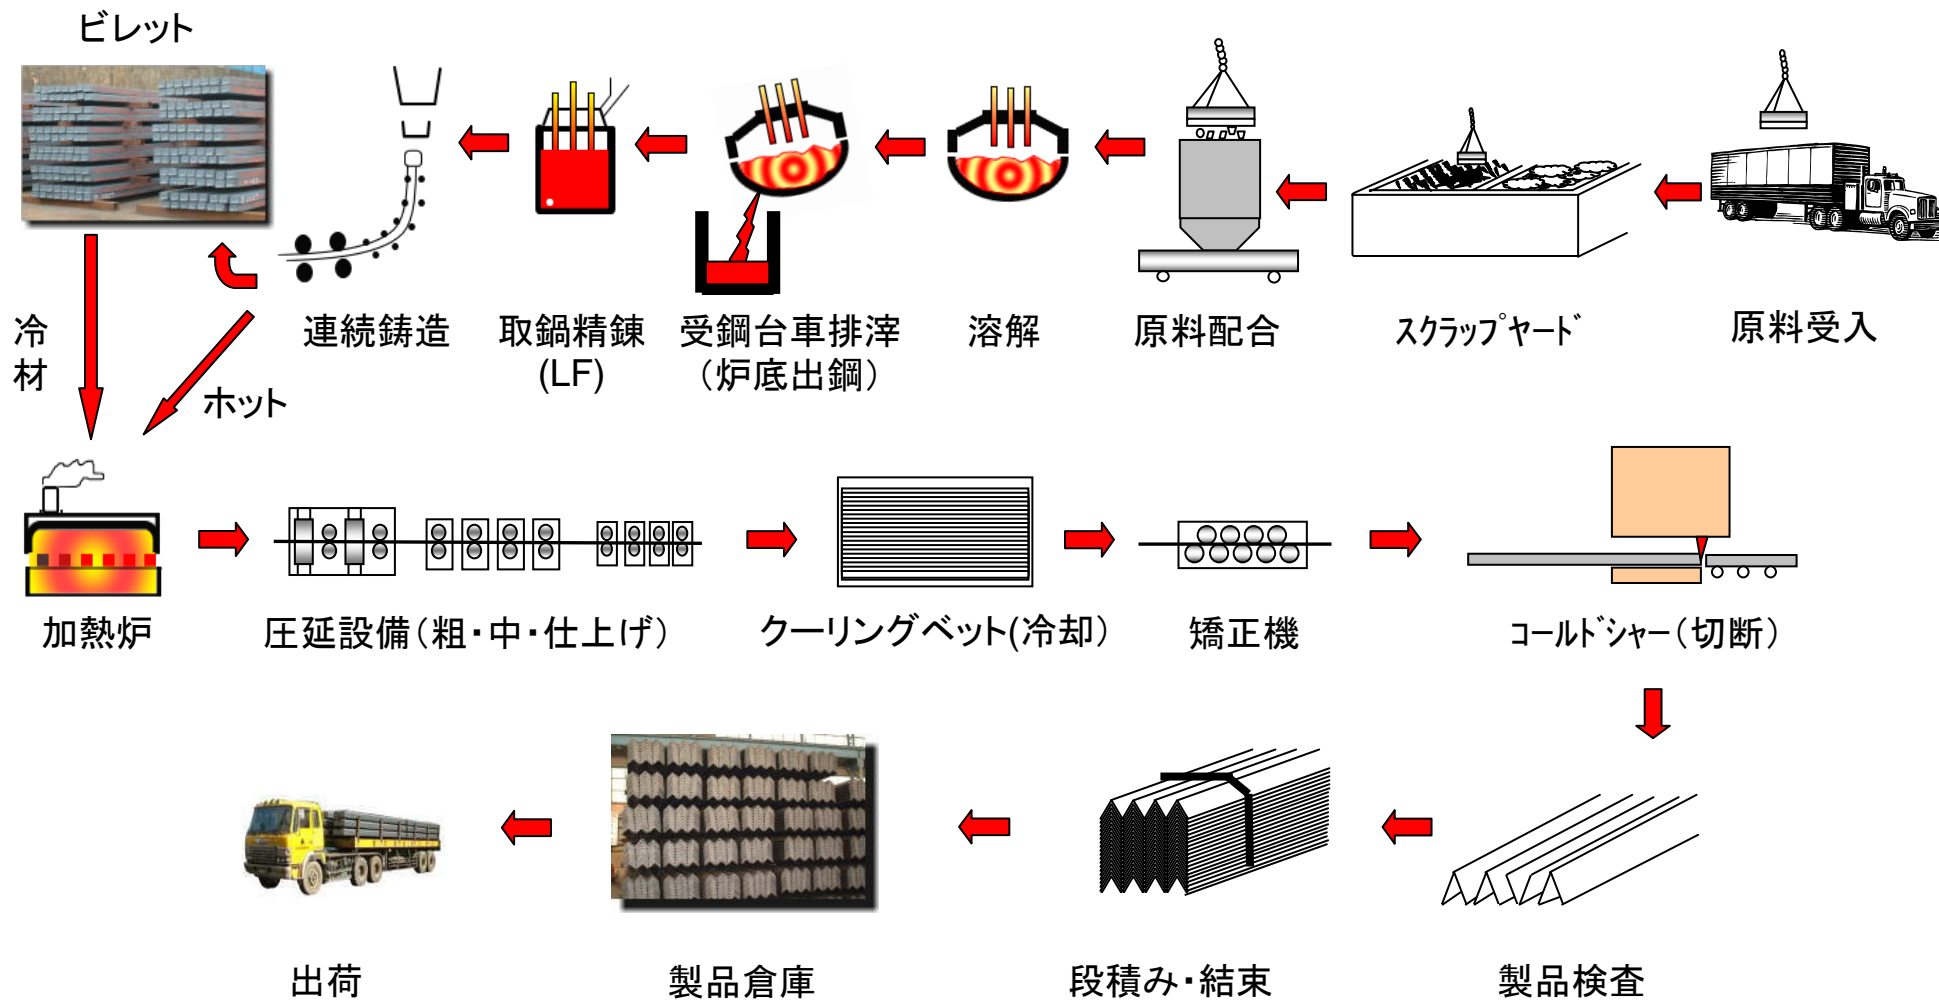 ビレット
原料受入
スクラップヤード
原料配合
溶解
受鋼台車排滓
（炉底出鋼）
取鍋精錬
(LF)
連続鋳造
冷
材
ホット
加熱炉
圧延設備（粗・中・仕上げ）
クーリングベット(冷却）
矯正機
コールドシャー（切断）
製品検査
段積み・結束
製品倉庫
出荷